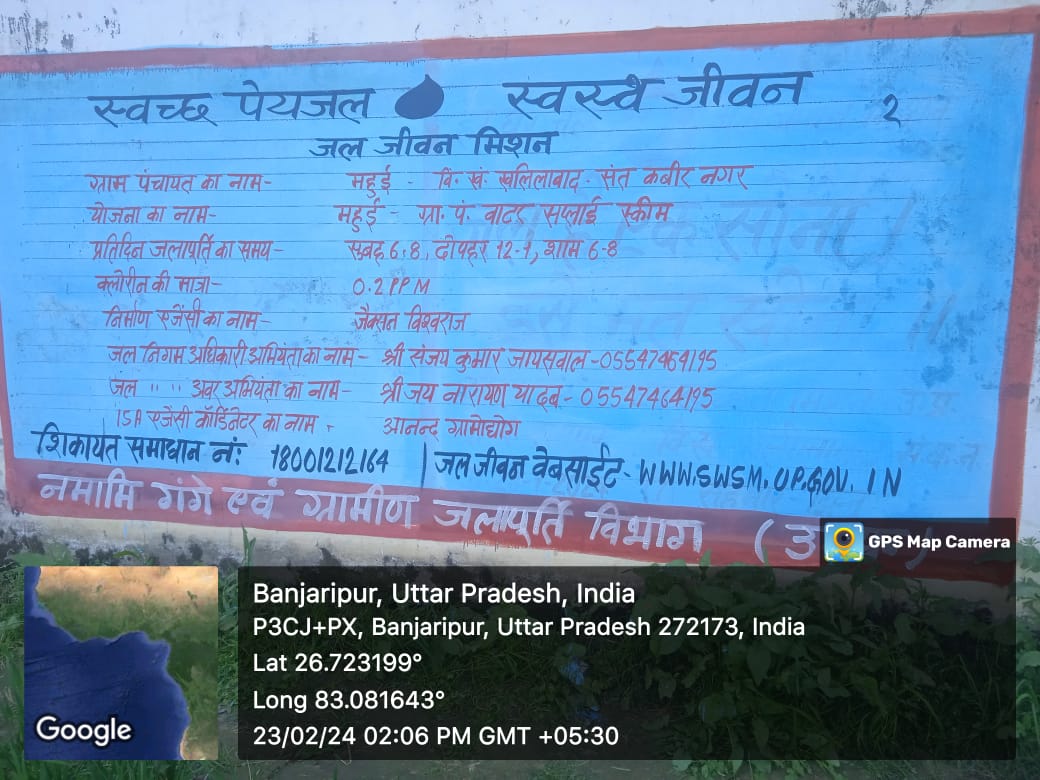 स्वच्छ पेयजल स्वस्थ जीवन २
जल जीवन मिशन
ग्राम पंचायत का नाम- महुई - वि. खं. खलिलाबाद - संत कबीर नगर
योजना का नाम- महुई - ग्रा. पं. वाटर सप्लाई स्कीम
प्रतिदिन जलापूर्ति का समय- सुबह 6-8, दोपहर 12-1, शाम 6-8
क्लोरीन की मात्रा- 0.2 PPM
निर्माण एजेंसी का नाम- जैक्सन विश्वराज
जल निगम अधिकारी अभियंता का नाम- श्री संजय कुमार जायसवाल-05547464195
जल " " अवर अभियंता का नाम- श्री जय नारायण यादव- 05547464195
ISA एजेंसी कॉर्डिनेटर का नाम - आनन्द ग्रामोद्योग
शिकायत समाधान नं: 18001212164 | जल जीवन वेबसाईट- WWW.SWSM.UP.GOV.IN
नमामि गंगे एवं ग्रामीण जलापूर्ति विभाग
GPS Map Camera
Banjaripur, Uttar Pradesh, India
P3CJ+PX, Banjaripur, Uttar Pradesh 272173, India
Lat 26.723199°
Long 83.081643°
23/02/24 02:06 PM GMT +05:30
Google